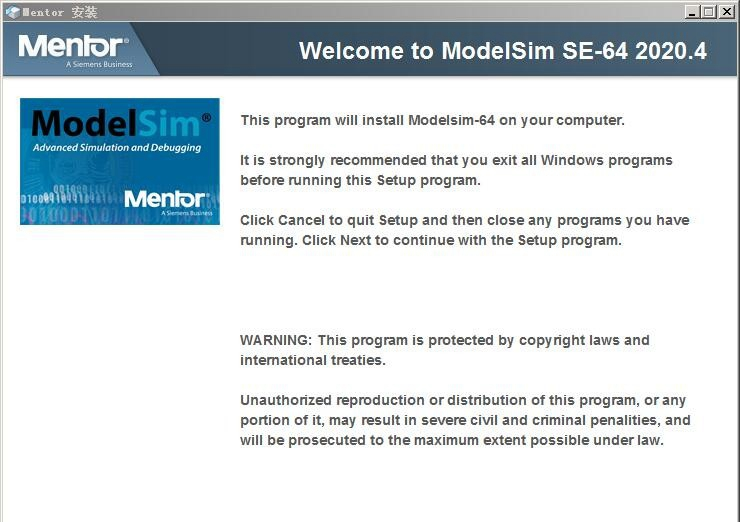 Mentor 安装
Mentor®
A Siemens Business
Welcome to ModelSim SE-64 2020.4
ModelSim®
Advanced Simulation and Debugging
Mentor®
A Siemens Business
This program will install Modelsim-64 on your computer.
It is strongly recommended that you exit all Windows programs
before running this Setup program.
Click Cancel to quit Setup and then close any programs you have
running. Click Next to continue with the Setup program.
WARNING: This program is protected by copyright laws and
international treaties.
Unauthorized reproduction or distribution of this program, or any
portion of it, may result in severe civil and criminal penalities, and
will be prosecuted to the maximum extent possible under law.